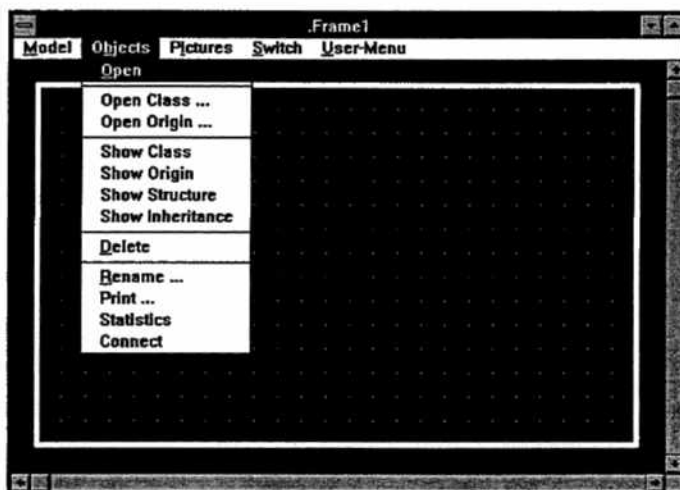 .Frame1
Model Objects Pictures Switch User-Menu
Open
Open Class ...
Open Origin ...
Show Class
Show Origin
Show Structure
Show Inheritance
Delete
Rename ...
Print ...
Statistics
Connect